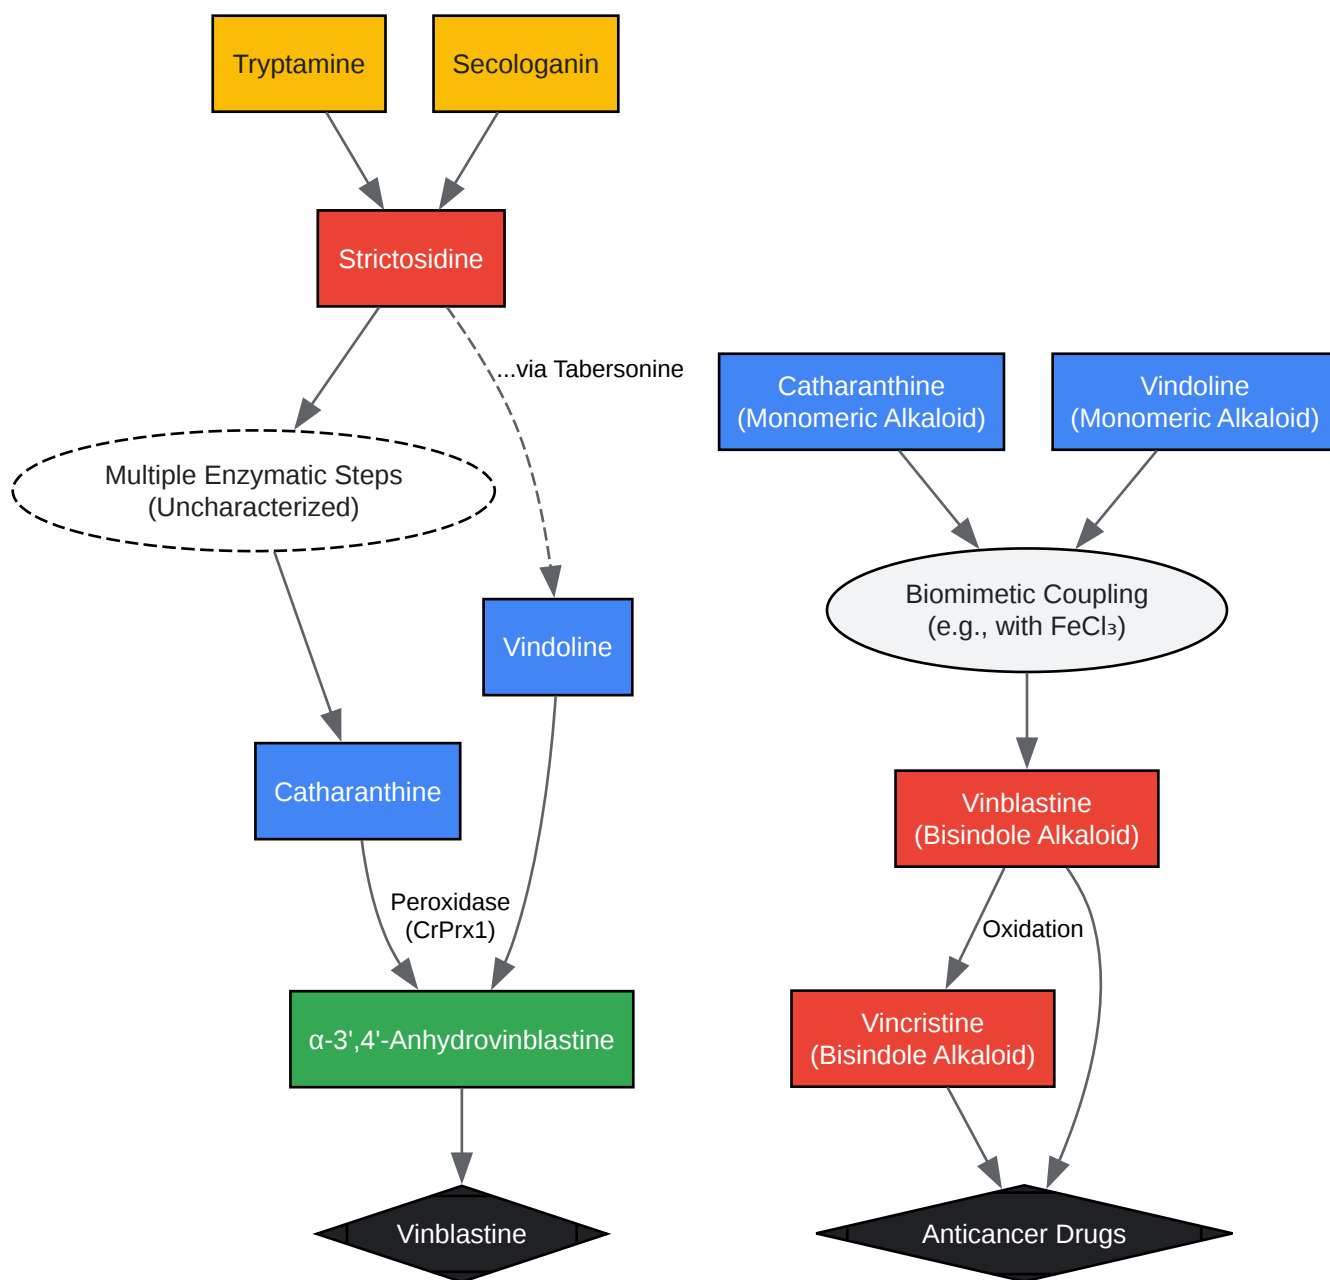 Tryptamine
Secologanin
Strictosidine
...via Tabersonine
Multiple Enzymatic Steps
(Uncharacterized)
Vindoline
Catharanthine
Peroxidase
(CrPrx1)
α-3',4'-Anhydrovinblastine
Vinblastine
Catharanthine
(Monomeric Alkaloid)
Vindoline
(Monomeric Alkaloid)
Biomimetic Coupling
(e.g., with FeCl₃)
Vinblastine
(Bisindole Alkaloid)
Oxidation
Vincristine
(Bisindole Alkaloid)
Anticancer Drugs